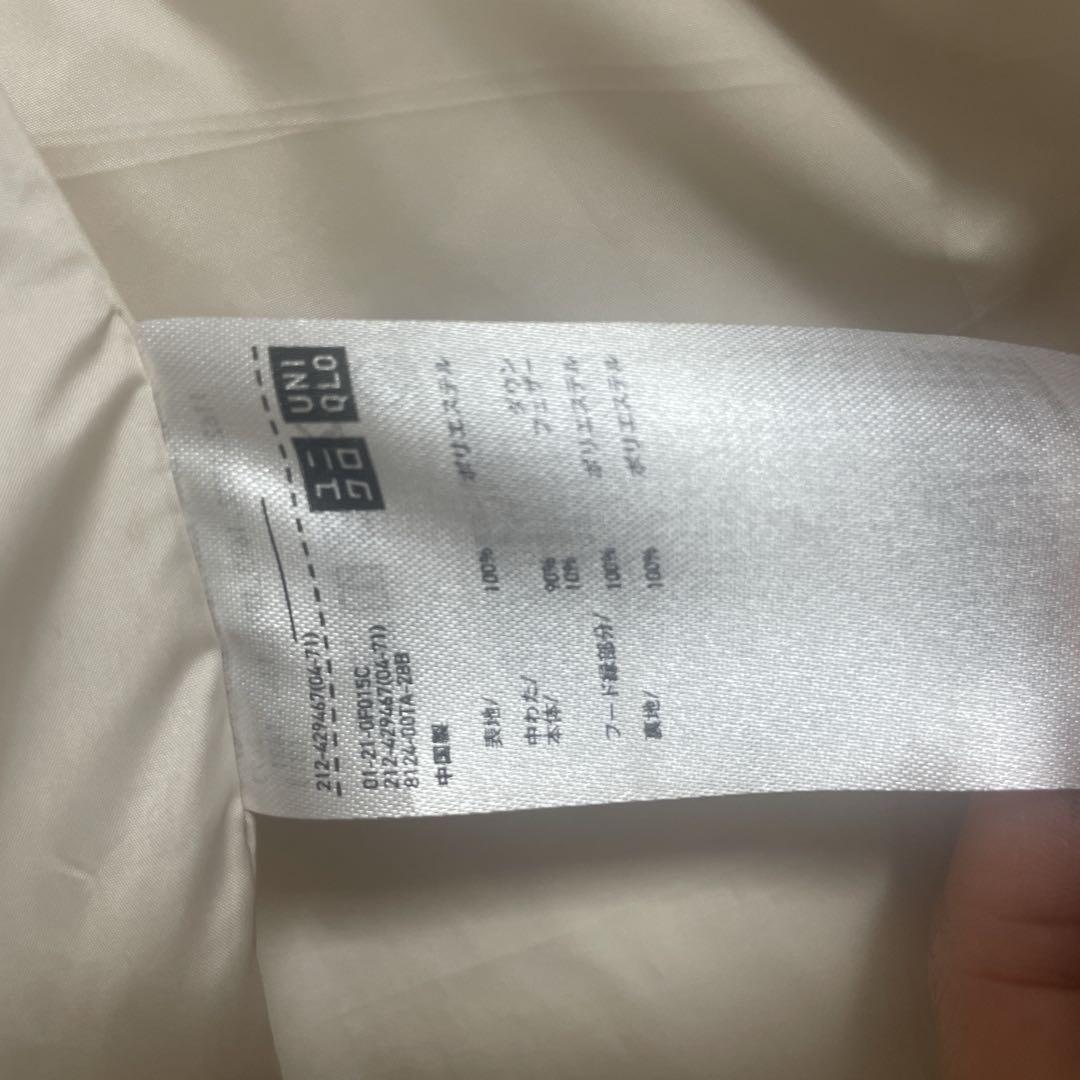 212-429467(04-71)
ユニ
クロ
UNI
QLO
01-21-0F015C
212-429467(04-71)
8124-00TA-2BB
中国製
表地/ 100% ポリエステル
中わた/
本体/ 90% ダウン
10% フェザー
フード縁部分/ 100% ポリエステル
裏地/ 100% ポリエステル